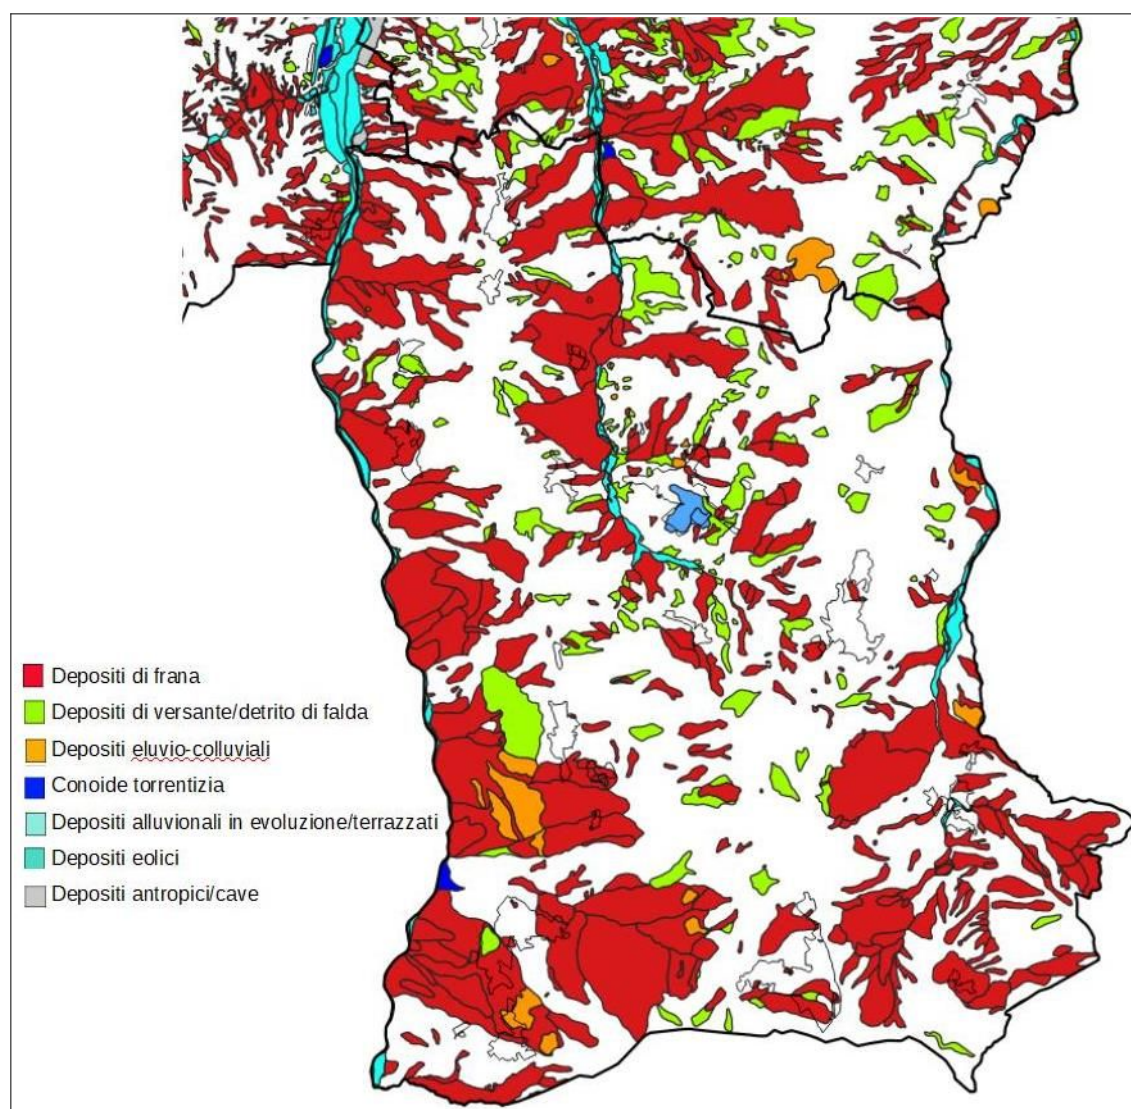 Depositi di frana
Depositi di versante/detrito di falda
Depositi eluvio-colluviali
Conoide torrentizia
Depositi alluvionali in evoluzione/terrazzati
Depositi eolici
Depositi antropici/cave